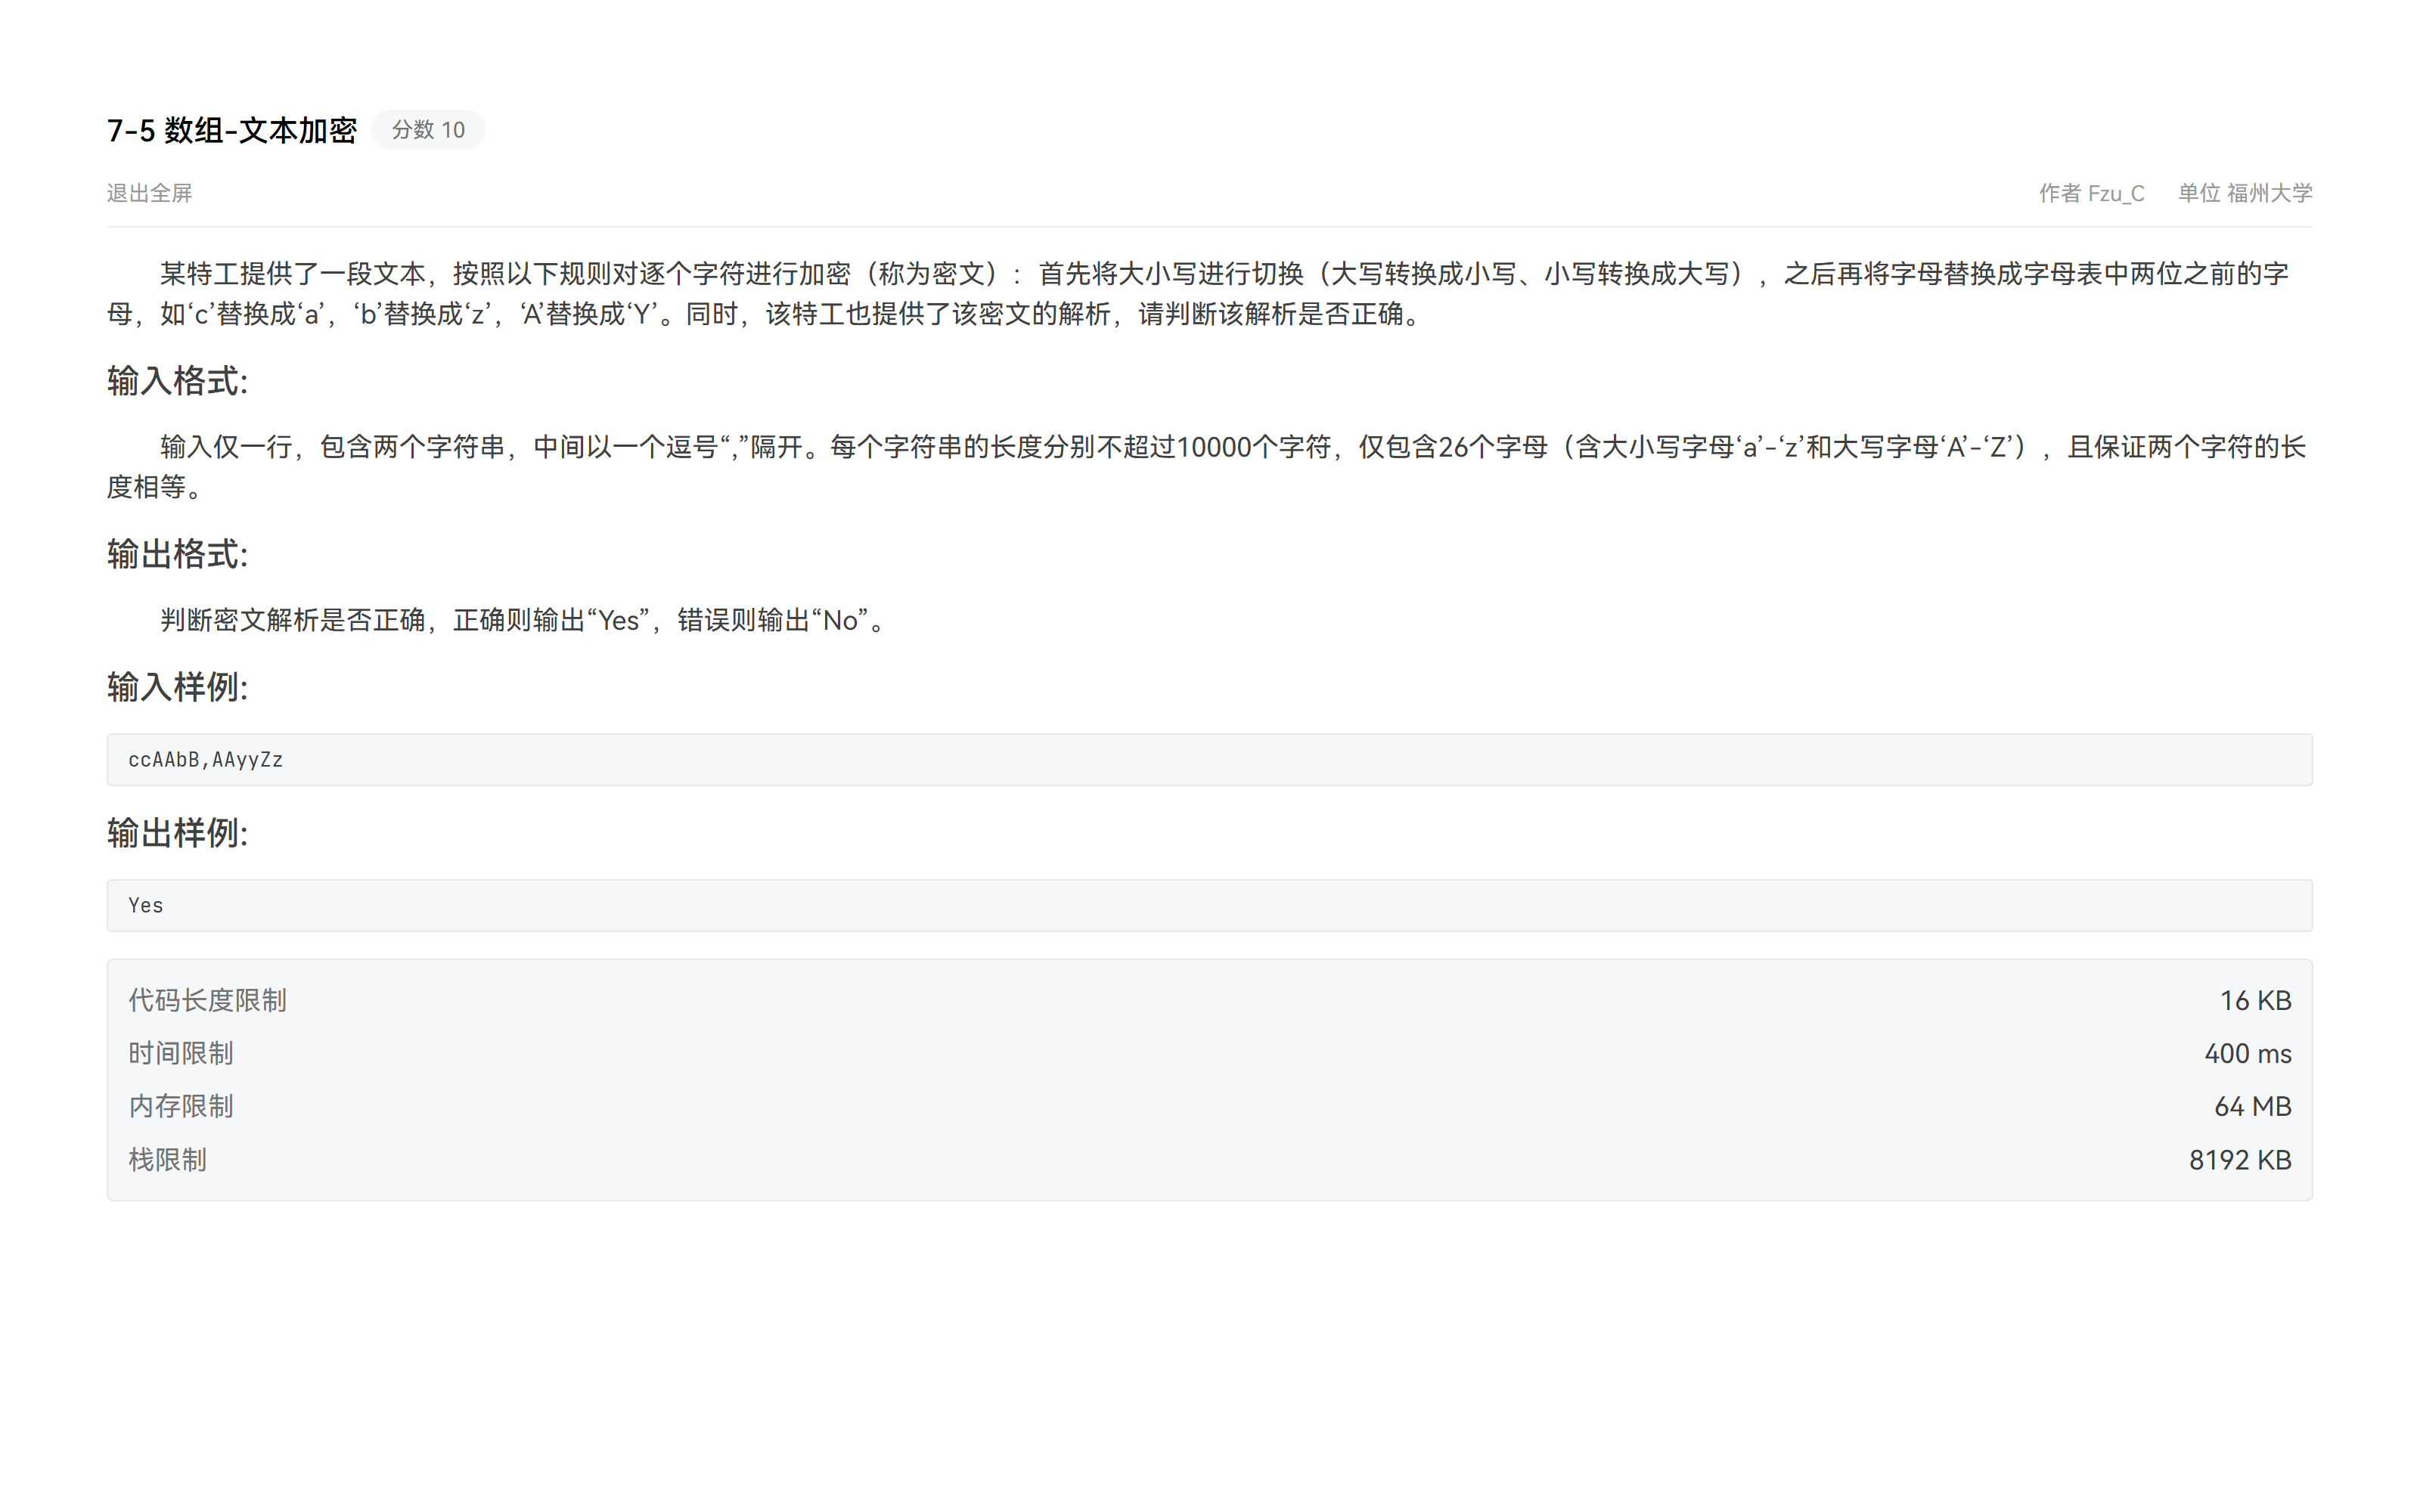 7-5 数组-文本加密 分数 10
退出全屏 作者 Fzu_C 单位 福州大学
某特工提供了一段文本，按照以下规则对逐个字符进行加密（称为密文）：首先将大小写进行切换（大写转换成小写、小写转换成大写），之后再将字母替换成字母表中两位之前的字
母，如‘c’替换成‘a’，‘b’替换成‘z’，‘A’替换成‘Y’。同时，该特工也提供了该密文的解析，请判断该解析是否正确。
输入格式:
输入仅一行，包含两个字符串，中间以一个逗号“,”隔开。每个字符串的长度分别不超过10000个字符，仅包含26个字母（含大小写字母‘a’-‘z’和大写字母‘A’-‘Z’），且保证两个字符的长
度相等。
输出格式:
判断密文解析是否正确，正确则输出“Yes”，错误则输出“No”。
输入样例:
ccAAbB,AAyyZz
输出样例:
Yes
代码长度限制 16 KB
时间限制 400 ms
内存限制 64 MB
栈限制 8192 KB